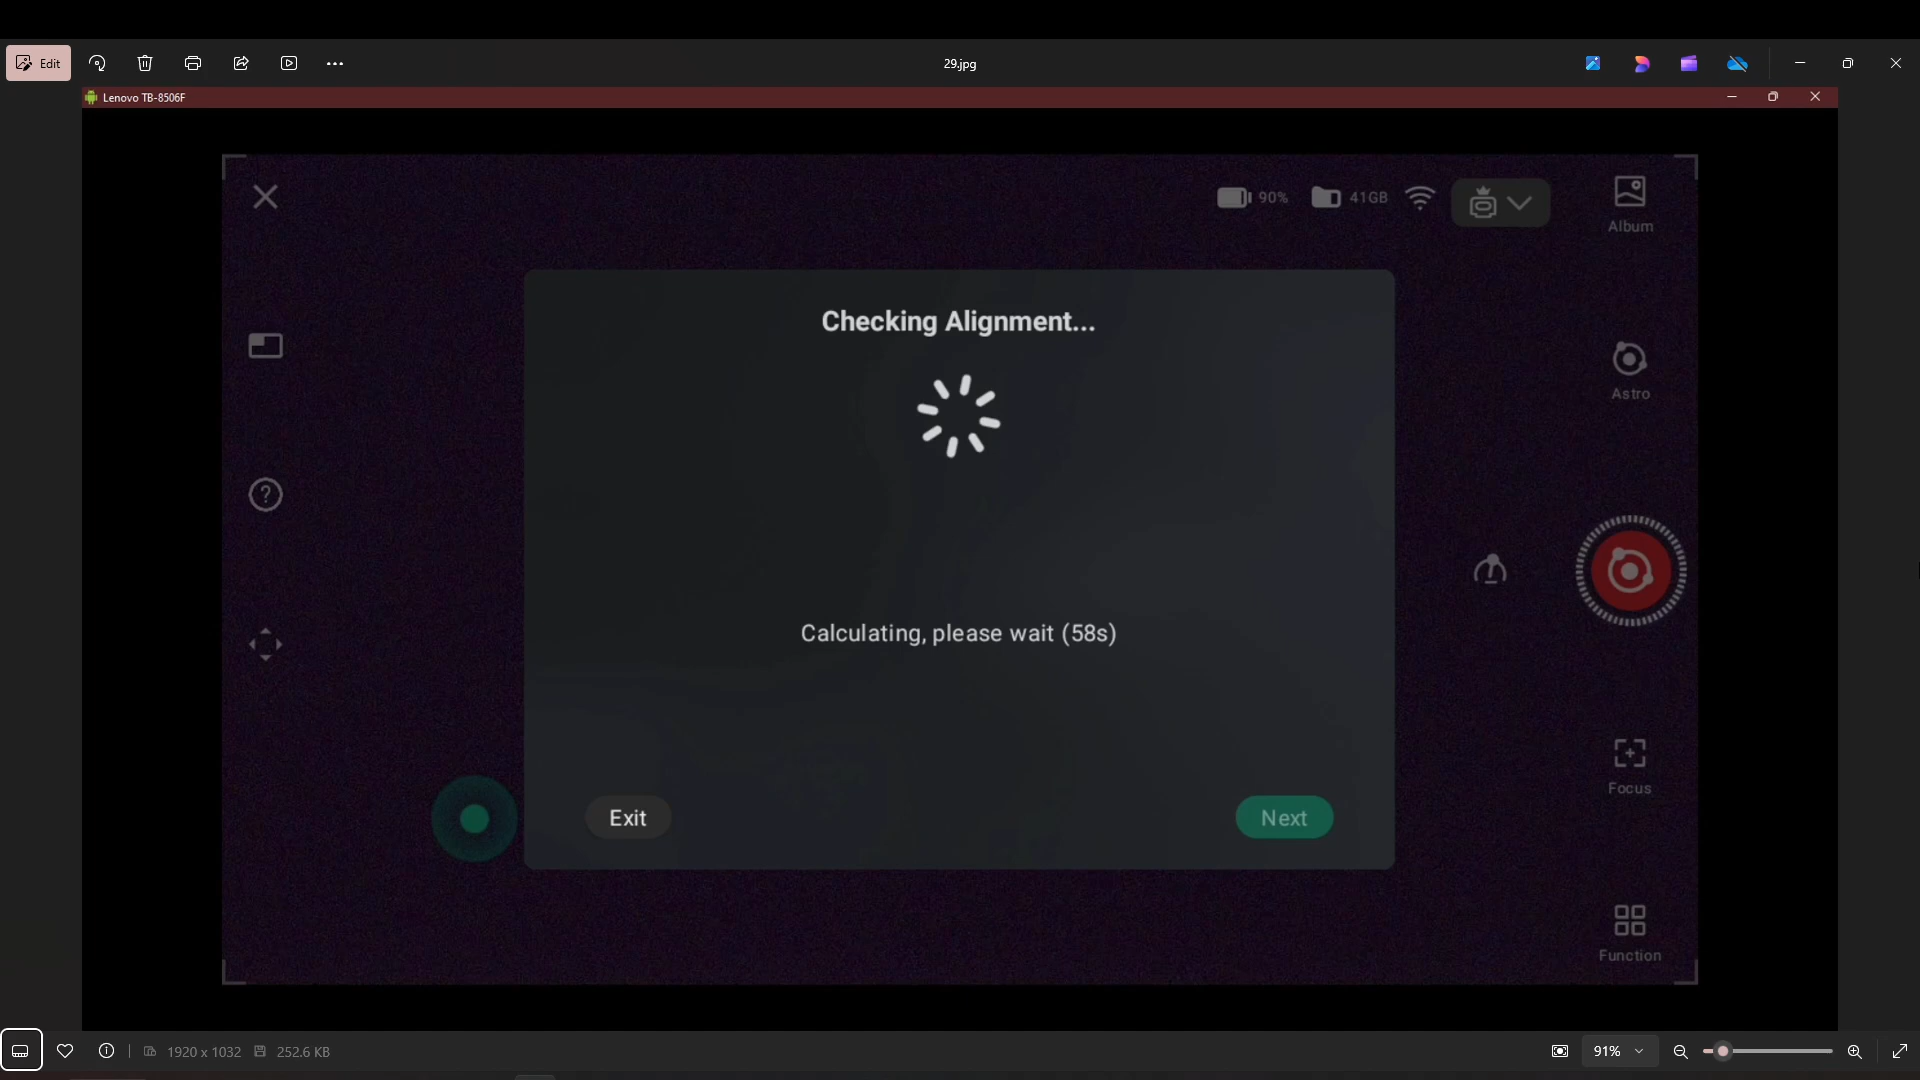 Edit
29.jpg
Lenovo TB-8506F
90%
41GB
Album
Checking Alignment...
Astro
Calculating, please wait (58s)
Focus
Exit
Next
Function
1920 x 1032
252.6 KB
91%